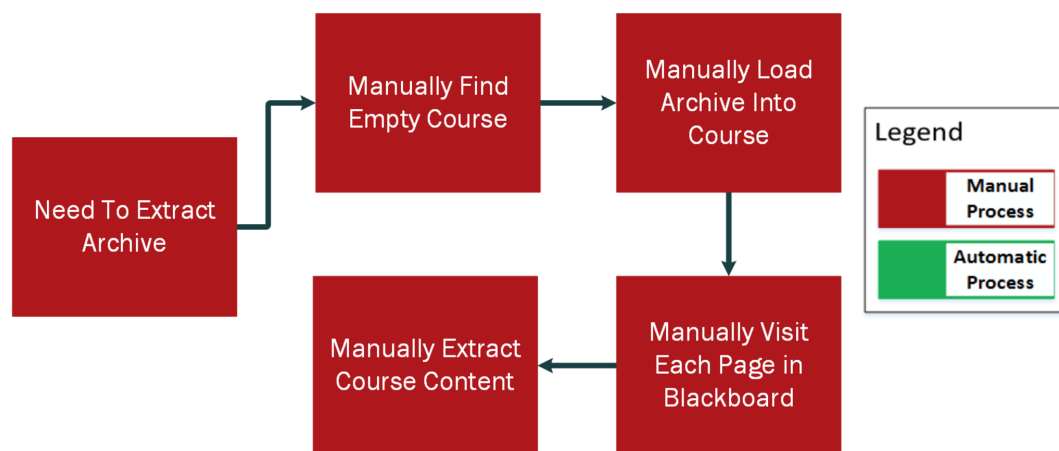 Need To Extract
Archive
Manually Find
Empty Course
Manually Load
Archive Into
Course
Manually Visit
Each Page in
Blackboard
Manually Extract
Course Content
Legend
Manual
Process
Automatic
Process